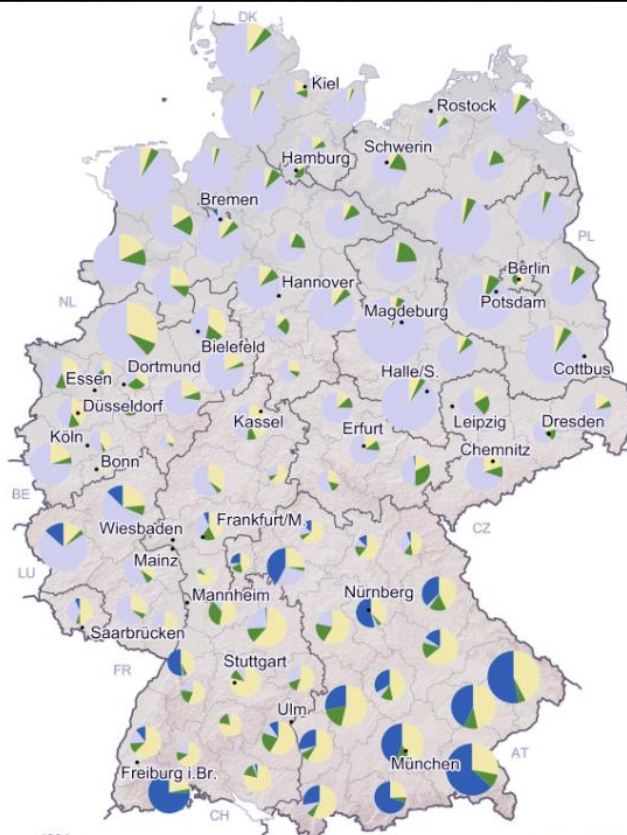 DK
Kiel
Rostock
Hamburg
Schwerin
Bremen
PL
Berlin
NL
Hannover
Potsdam
Magdeburg
Bielefeld
Dortmund
Essen
Halle/S.
Cottbus
Düsseldorf
Kassel
Leipzig
Dresden
Köln
Erfurt
Chemnitz
Bonn
BE
Wiesbaden
Frankfurt/M.
CZ
Mainz
LU
Mannheim
Nürnberg
Saarbrücken
FR
Stuttgart
Ulm
AT
München
Freiburg i.Br.
CH